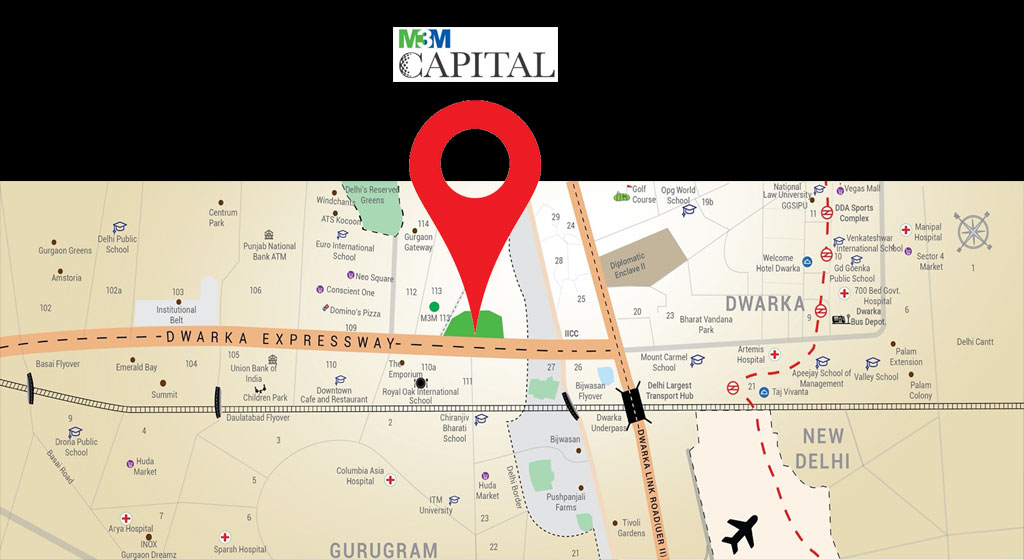 M3M
CAPITAL
Delhi's Reserved
Greens
Windchants
ATS Kocoon
114
Gurgaon
Gateway
Centrum
Park
Delhi Public
School
Gurgaon Greens
Amstoria
102
102a
103
Institutional
Belt
Punjab National
Bank ATM
106
Euro International
School
Neo Square
Conscient One
Domino's Pizza
109
112
113
M3M 113
29
24
29
28
25
IICC
Diplomatic
Enclave II
Golf
Course
Opg World
School
19b
20
23
Bharat Vandana
Park
DWARKA
National
Law University
GGSIPU
Vegas Mall
11
DDA Sports
Complex
Venkateshwar
International School
10
Gd Goenka
Public School
Welcome
Hotel Dwarka
Manipal
Hospital
Sector 4
Market
1
700 Bed Govt.
Hospital
6
Dwarka
Bus Depot.
9
Delhi Cantt
DWARKA EXPRESSWAY
Basai Flyover
Emerald Bay
Summit
104
105
Union Bank of
India
Children Park
Daulatabad Flyover
Downtown
Cafe and Restaurant
The
Emporium
110a
Royal Oak International
School
111
27
26
Bijwasan
Flyover
Mount Carmel
School
Delhi Largest
Transport Hub
Dwarka
Underpass
Artemis
Hospital
21
Taj Vivanta
Apeejay School of
Management
Valley School
Palam
Extension
Palam
Colony
9
Drona Public
School
4
3
2
Chiranjiv
Bharati
School
Basai Road
Huda
Market
5
Columbia Asia
Hospital
7
6
Arya Hospital
INOX
Gurgaon Dreamz
Sparsh Hospital
ITM
University
Huda
Market
23
22
21
Delhi Border
Bijwasan
Pushpanjali
Farms
Tivoli
Gardens
DWARKA LINK ROAD(UER II)
NEW
DELHI
GURUGRAM